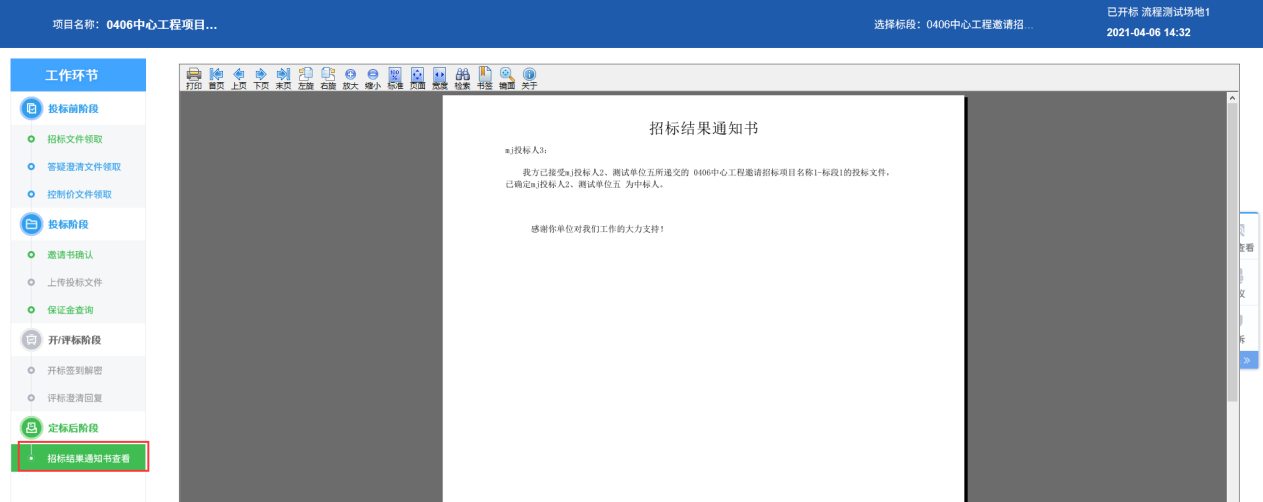 项目名称: 0406中心工程项目...
选择标段: 0406中心工程邀请招...
已开标 流程测试场地1
2021-04-06 14:32
工作环节
投标前阶段
招标文件领取
答疑澄清文件领取
控制价文件领取
投标阶段
邀请书确认
上传投标文件
保证金查询
开/评标阶段
开标签到解密
评标澄清回复
定标后阶段
招标结果通知书查看
打印 首页 上页 下页 末页 左旋 右旋 放大 缩小 标准 页面 宽度 检索 书签 握图 关于
招标结果通知书
mj投标人3:
我方已接受mj投标人2、测试单位五所递交的 0406中心工程邀请招标项目名称1-标段1的投标文件,
已确定mj投标人2、测试单位五 为中标人。
感谢你单位对我们工作的大力支持!
查看
议
诉